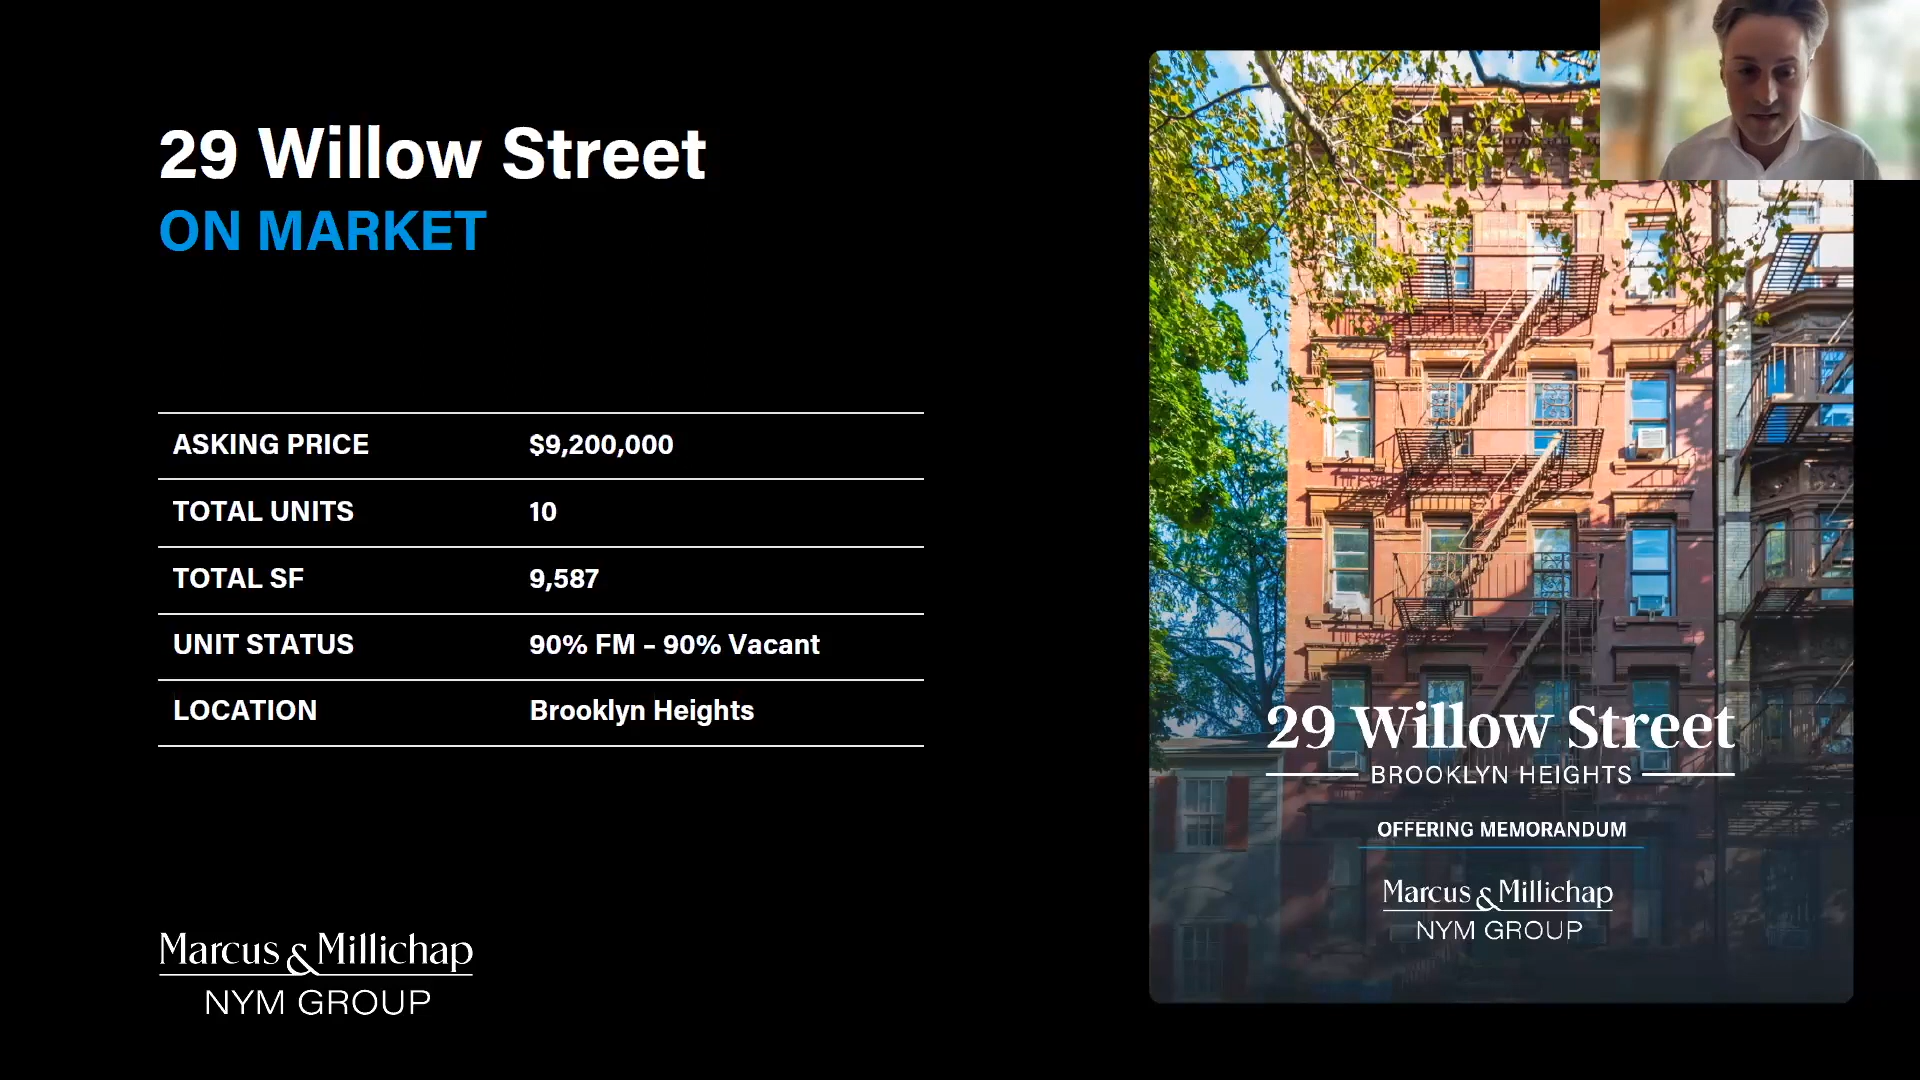 29 Willow Street
ON MARKET
ASKING PRICE $9,200,000
TOTAL UNITS 10
TOTAL SF 9,587
UNIT STATUS 90% FM – 90% Vacant
LOCATION Brooklyn Heights
Marcus & Millichap
NYM GROUP
29 Willow Street
BROOKLYN HEIGHTS
OFFERING MEMORANDUM
Marcus & Millichap
NYM GROUP